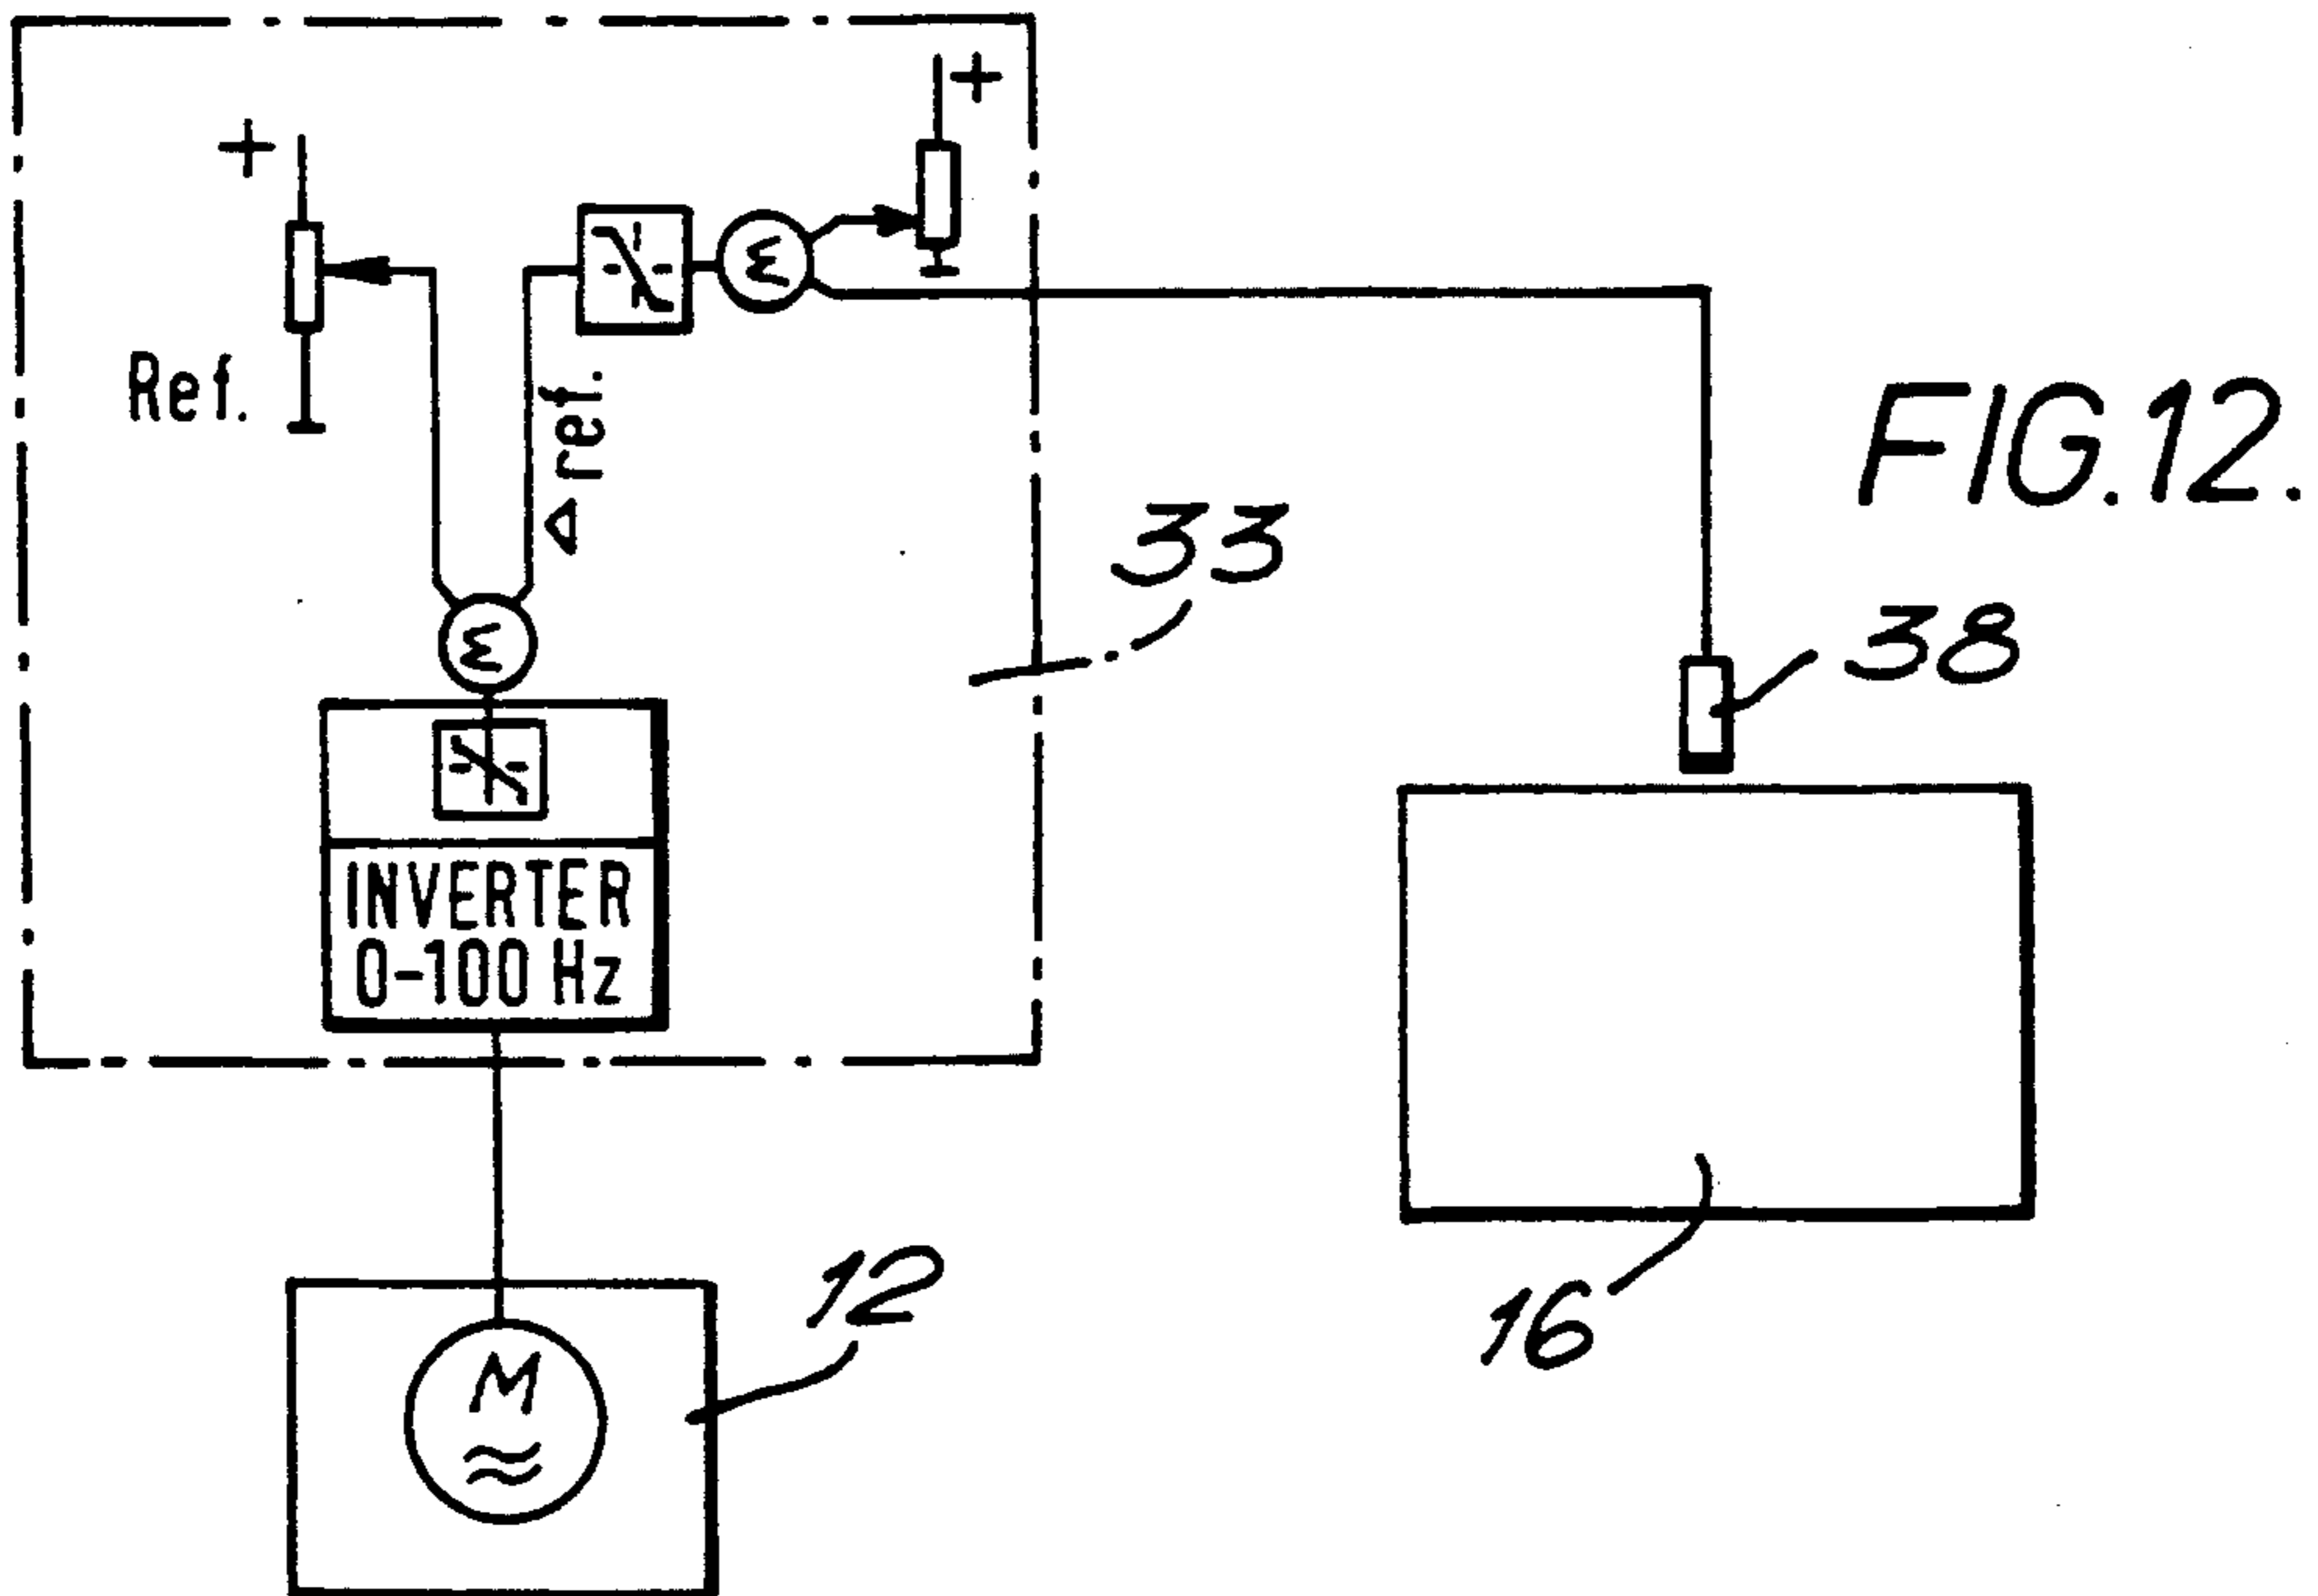 +
+
Σ
Ref.
Δ ref.
FIG.12.
33
Σ
38
INVERTER
0-100 Hz
12
16
M
≈